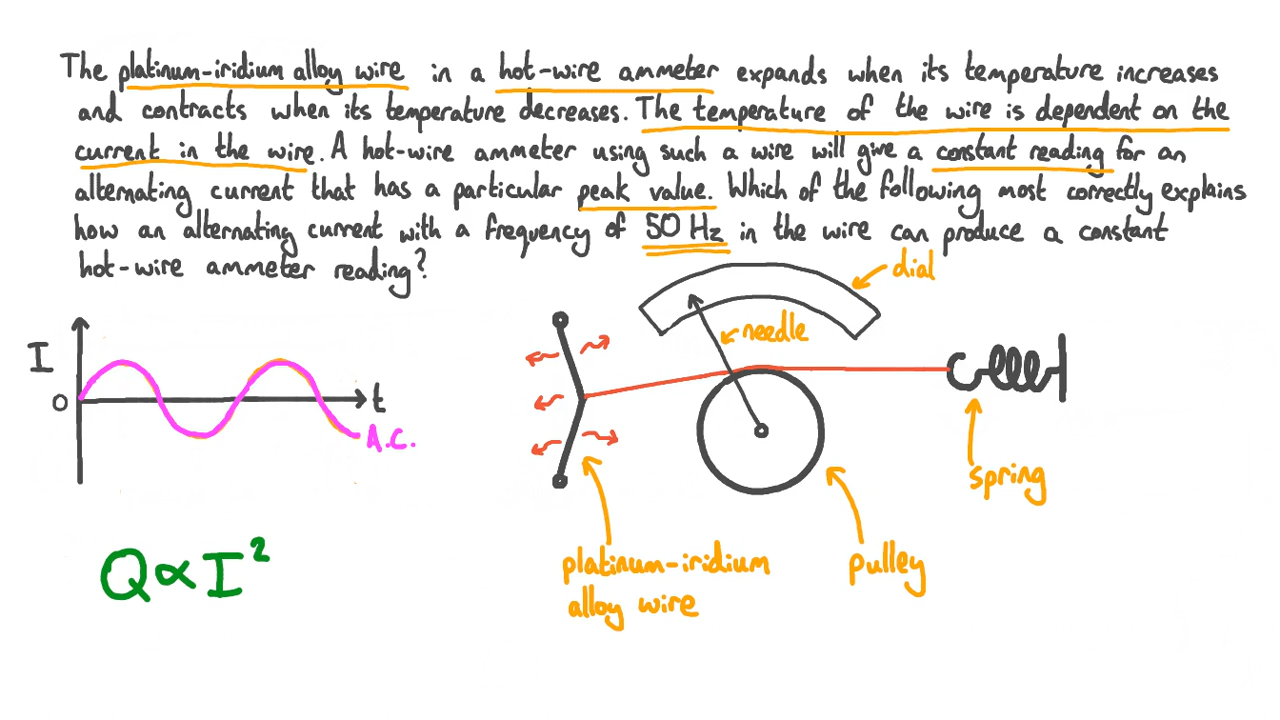 The platinum-iridium alloy wire in a hot-wire ammeter expands when its temperature increases
and contracts when its temperature decreases. The temperature of the wire is dependent on the
current in the wire. A hot-wire ammeter using such a wire will give a constant reading for an
alternating current that has a particular peak value. Which of the following most correctly explains
how an alternating current with a frequency of 50 Hz in the wire can produce a constant
hot-wire ammeter reading?
dial
needle
I
0
t
A.C.
spring
Q∝I²
platinum-iridium
alloy wire
pulley